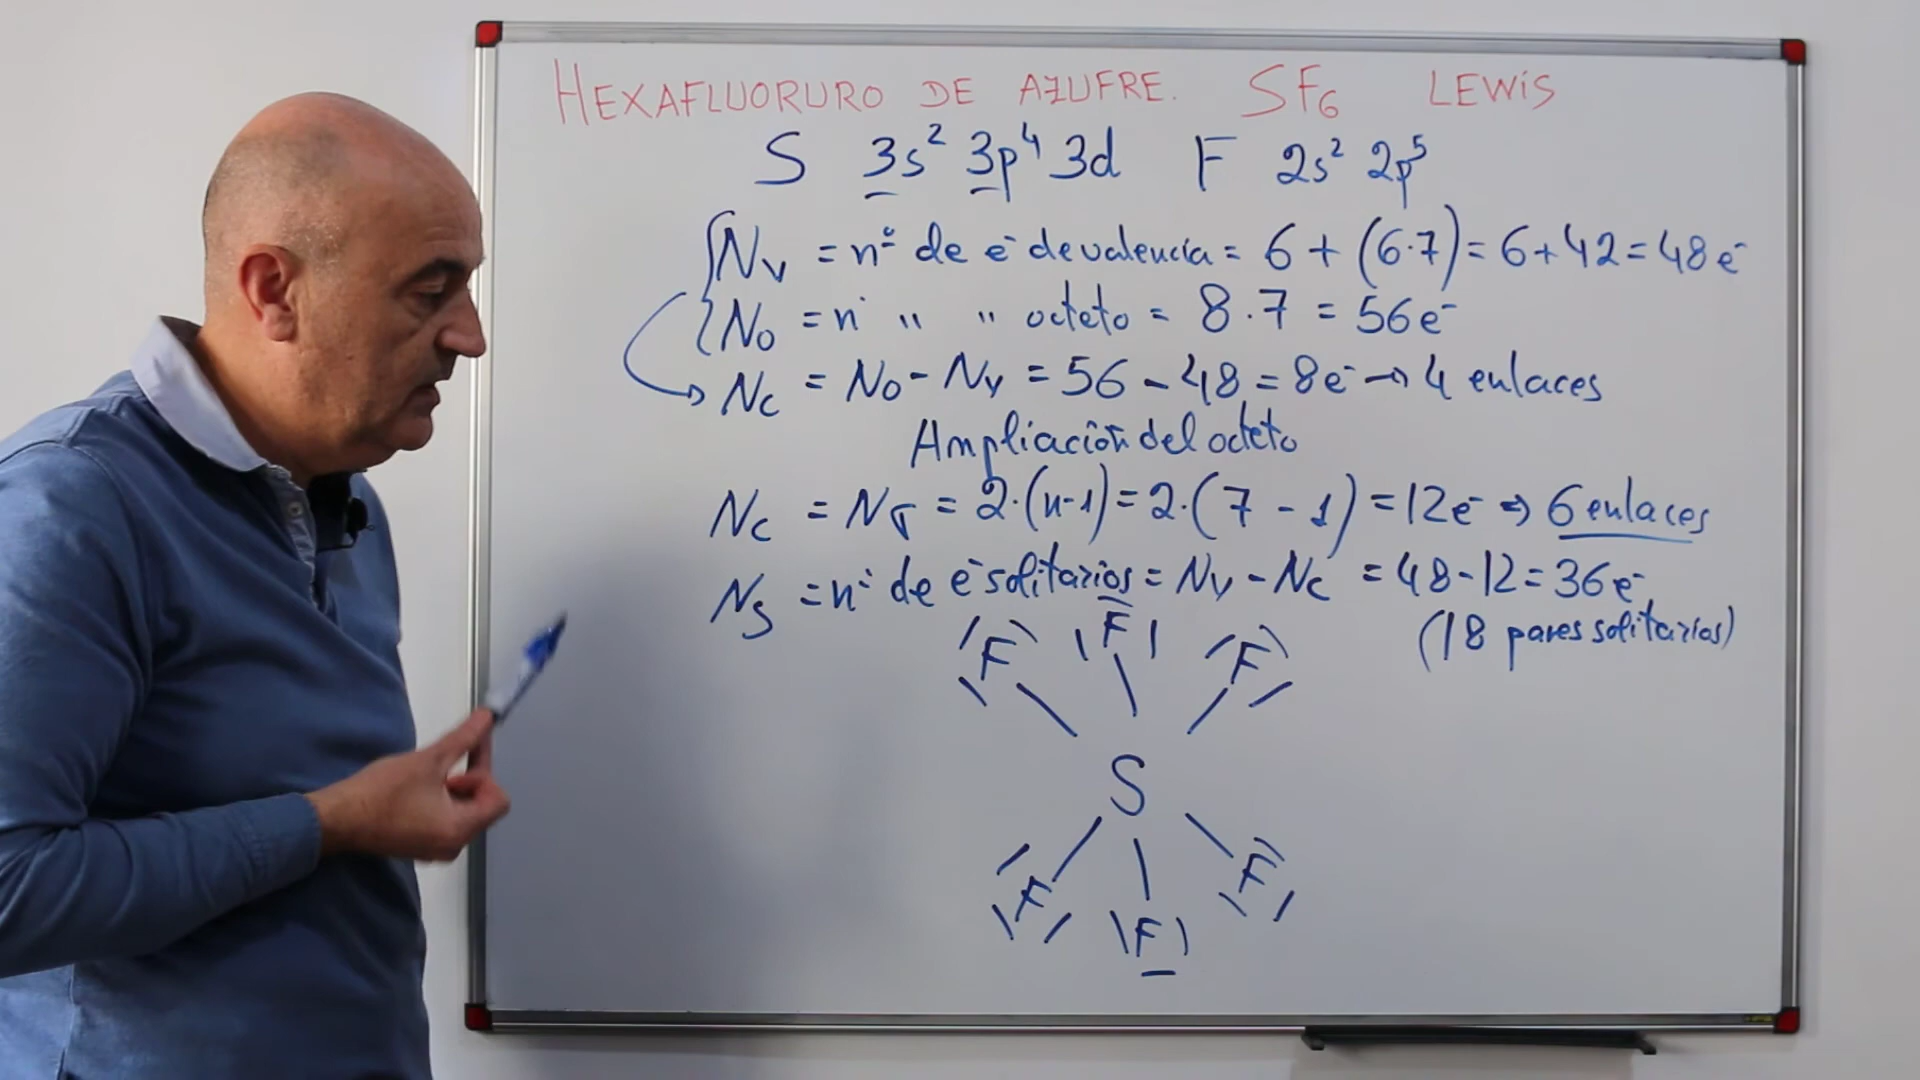 HEXAFLUORURO DE AZUFRE. SF₆ LEWIS
S 3s² 3p⁴ 3d F 2s² 2p⁵
Nv = nº de e⁻ de valencia = 6 + (6·7) = 6 + 42 = 48 e⁻
No = n " " octeto = 8·7 = 56 e⁻
Nc = No - Nv = 56 - 48 = 8e⁻ → 4 enlaces
Ampliación del octeto
Nc = Nσ = 2·(n-1) = 2·(7-1) = 12e⁻ ⇒ 6 enlaces
Ns = nº de e⁻ solitarios = Nv - Nc = 48 - 12 = 36 e⁻
(18 pares solitarios)
F F F
S
F F F